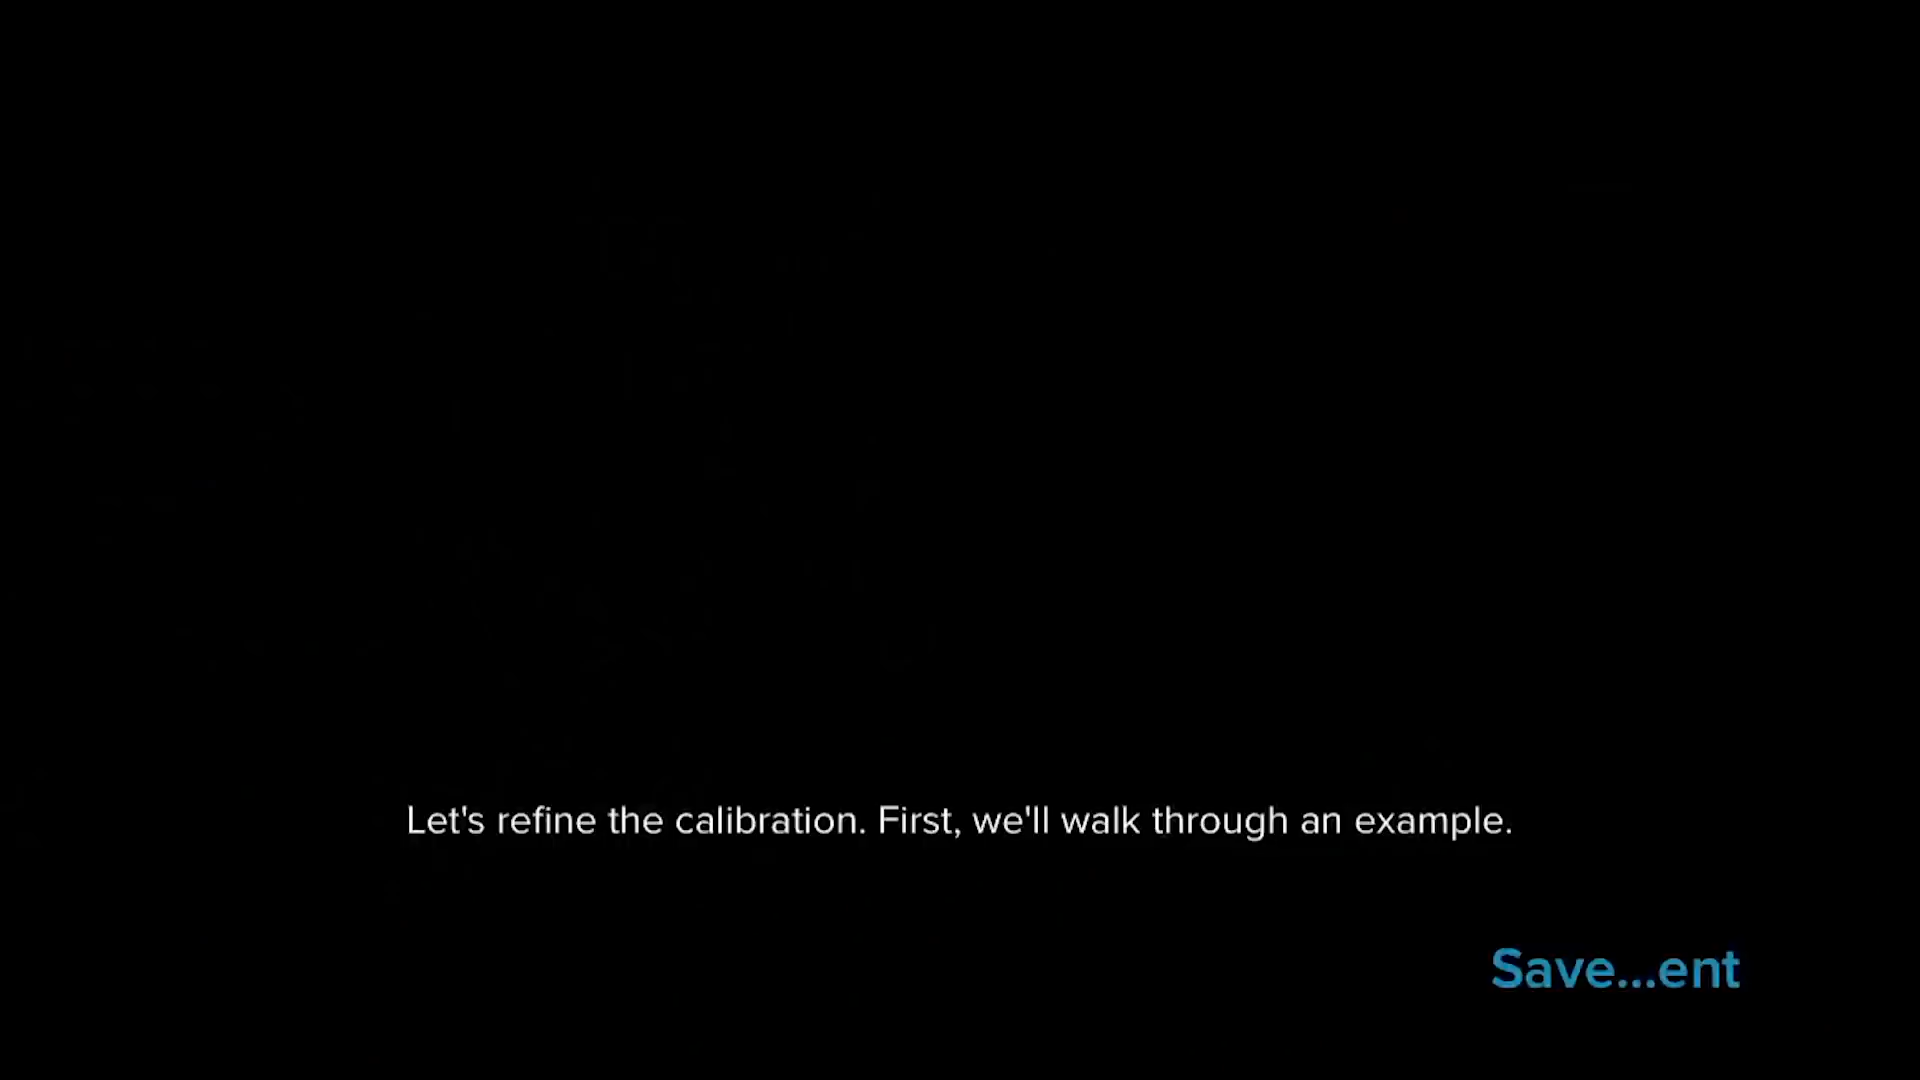 Let's refine the calibration. First, we'll walk through an example.
Save...ent